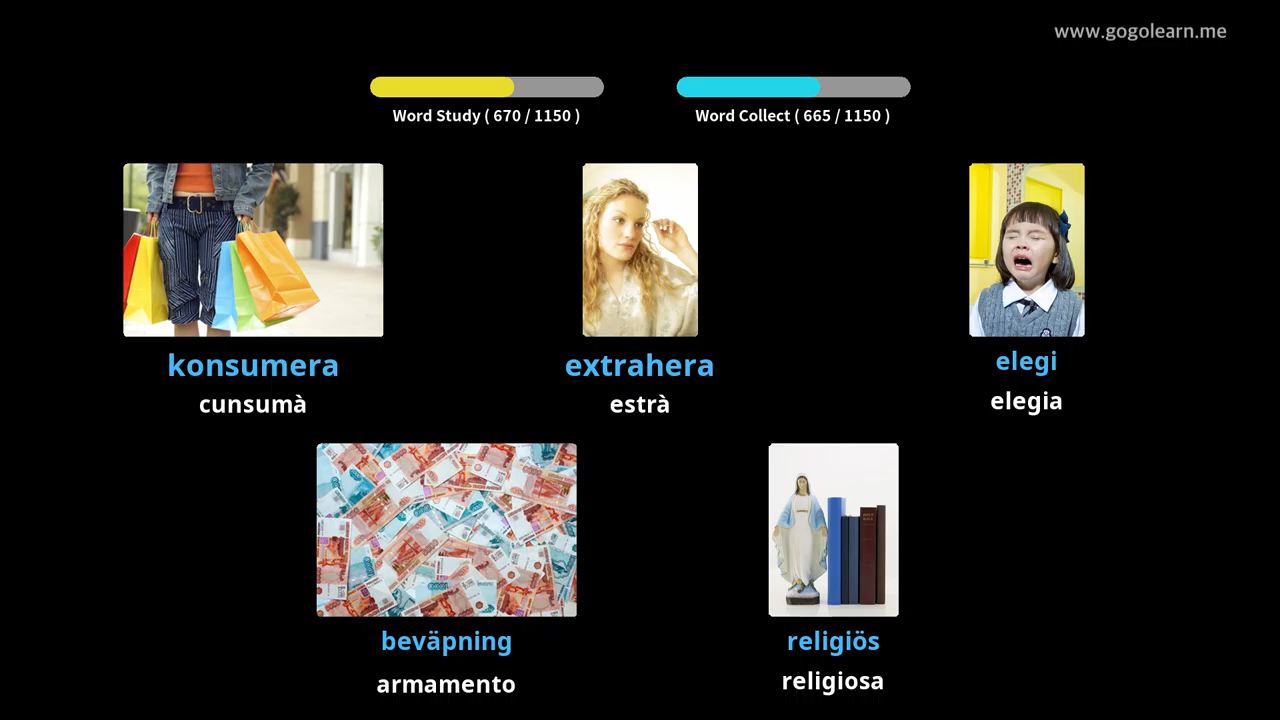 www.gogolearn.me
Word Study ( 670 / 1150 )
Word Collect ( 665 / 1150 )
konsumera
cunsumà
extrahera
estrà
elegi
elegia
beväpning
armamento
religiös
religiosa